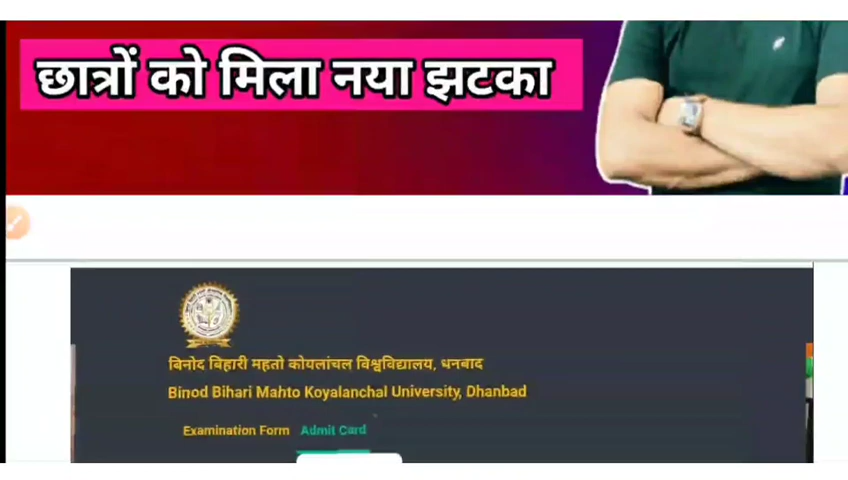 छात्रों को मिला नया झटका
बिनोद बिहारी महतो कोयलांचल विश्वविद्यालय, धनबाद
Binod Bihari Mahto Koyalanchal University, Dhanbad
Examination Form Admit Card